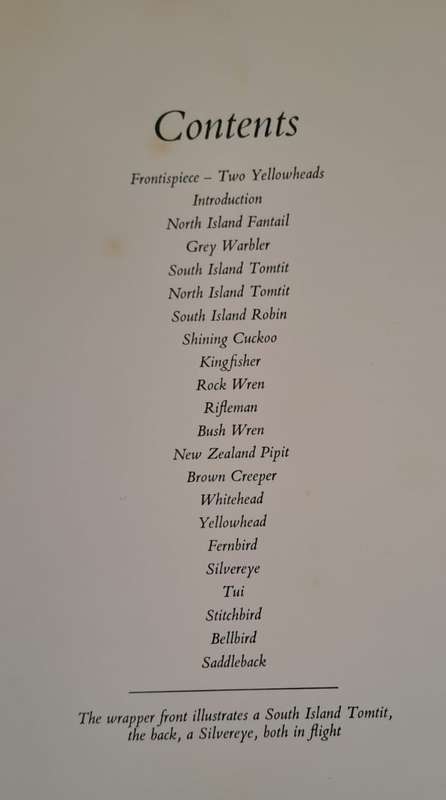 Contents
Frontispiece – Two Yellowheads
Introduction
North Island Fantail
Grey Warbler
South Island Tomtit
North Island Tomtit
South Island Robin
Shining Cuckoo
Kingfisher
Rock Wren
Rifleman
Bush Wren
New Zealand Pipit
Brown Creeper
Whitehead
Yellowhead
Fernbird
Silvereye
Tui
Stitchbird
Bellbird
Saddleback
The wrapper front illustrates a South Island Tomtit,
the back, a Silvereye, both in flight